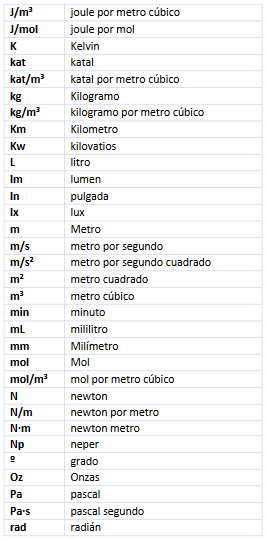 J/m³ joule por metro cúbico
J/mol joule por mol
K Kelvin
kat katal
kat/m³ katal por metro cúbico
kg Kilogramo
kg/m³ kilogramo por metro cúbico
Km Kilometro
Kw kilovatios
L litro
lm lumen
In pulgada
lx lux
m Metro
m/s metro por segundo
m/s² metro por segundo cuadrado
m² metro cuadrado
m³ metro cúbico
min minuto
mL mililitro
mm Milímetro
mol Mol
mol/m³ mol por metro cúbico
N newton
N/m newton por metro
N·m newton metro
Np neper
º grado
Oz Onzas
Pa pascal
Pa·s pascal segundo
rad radián